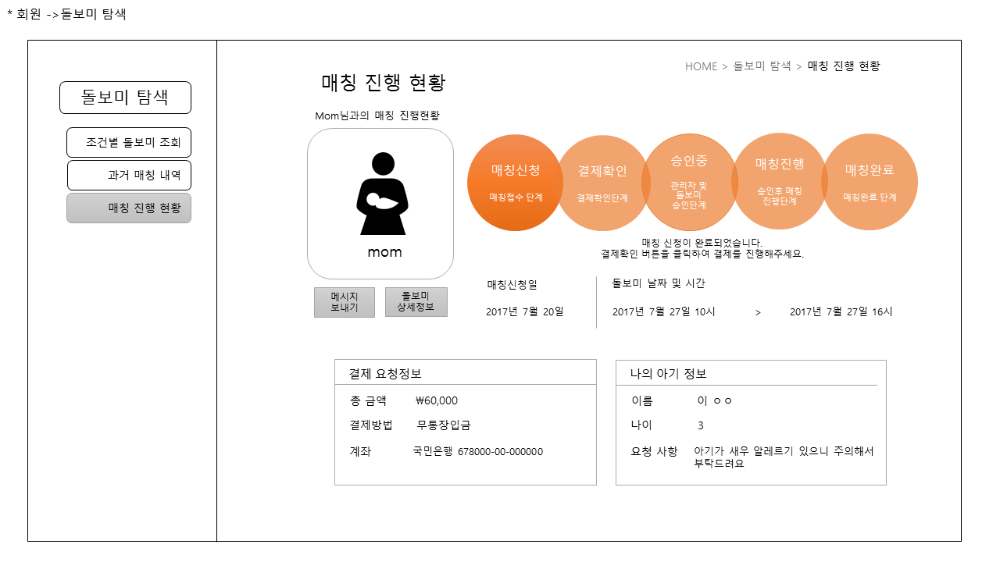 * 회원 ->돌보미 탐색
HOME > 돌보미 탐색 > 매칭 진행 현황
돌보미 탐색
조건별 돌보미 조회
과거 매칭 내역
매칭 진행 현황
매칭 진행 현황
Mom님과의 매칭 진행현황
mom
메시지
보내기
돌보미
상세정보
매칭신청
매칭접수 단계
결제확인
결제확인단계
승인중
관리자 및
돌보미
승인단계
매칭진행
승인후 매칭
진행단계
매칭완료
매칭완료 단계
매칭 신청이 완료되었습니다.
결제확인 버튼을 클릭하여 결제를 진행해주세요.
매칭신청일
2017년 7월 20일
돌보미 날짜 및 시간
2017년 7월 27일 10시 > 2017년 7월 27일 16시
결제 요청정보
총 금액 ₩60,000
결제방법 무통장입금
계좌 국민은행 678000-00-000000
나의 아기 정보
이름 이 ㅇㅇ
나이 3
요청 사항 아기가 새우 알레르기 있으니 주의해서
부탁드려요